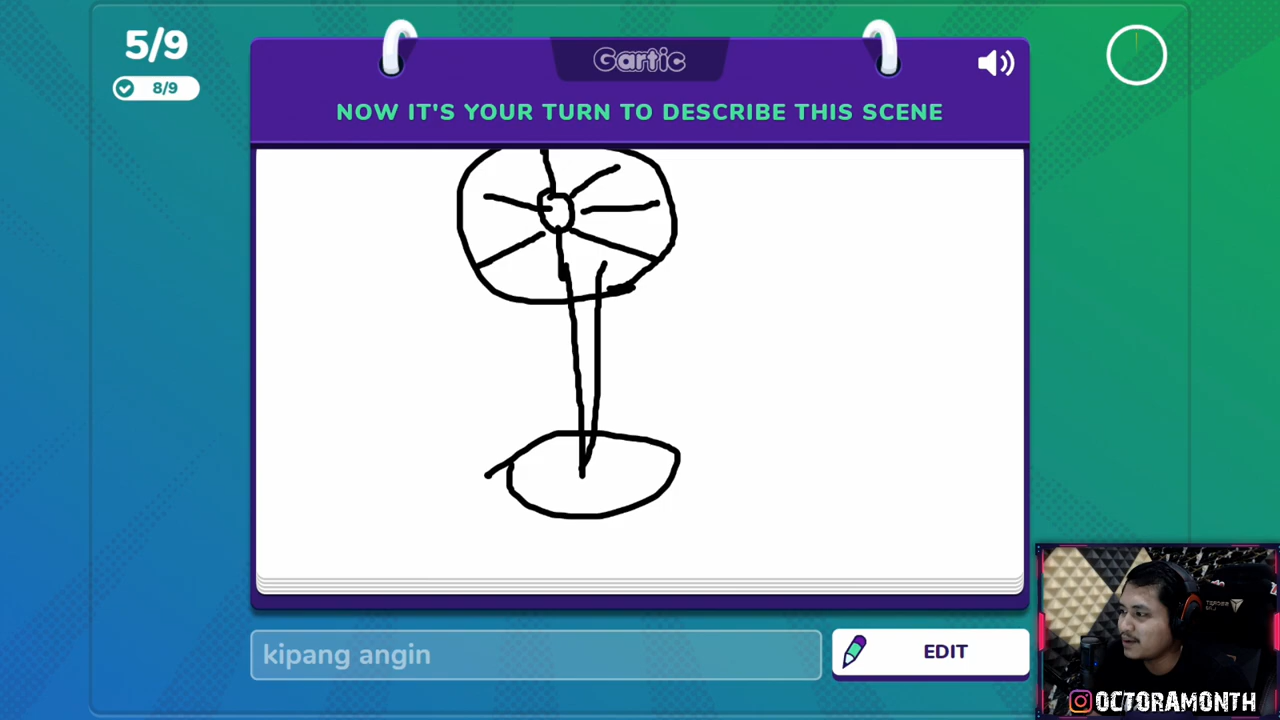 5/9
8/9
Gartic
NOW IT'S YOUR TURN TO DESCRIBE THIS SCENE
kipang angin
EDIT
OCTORAMONTH